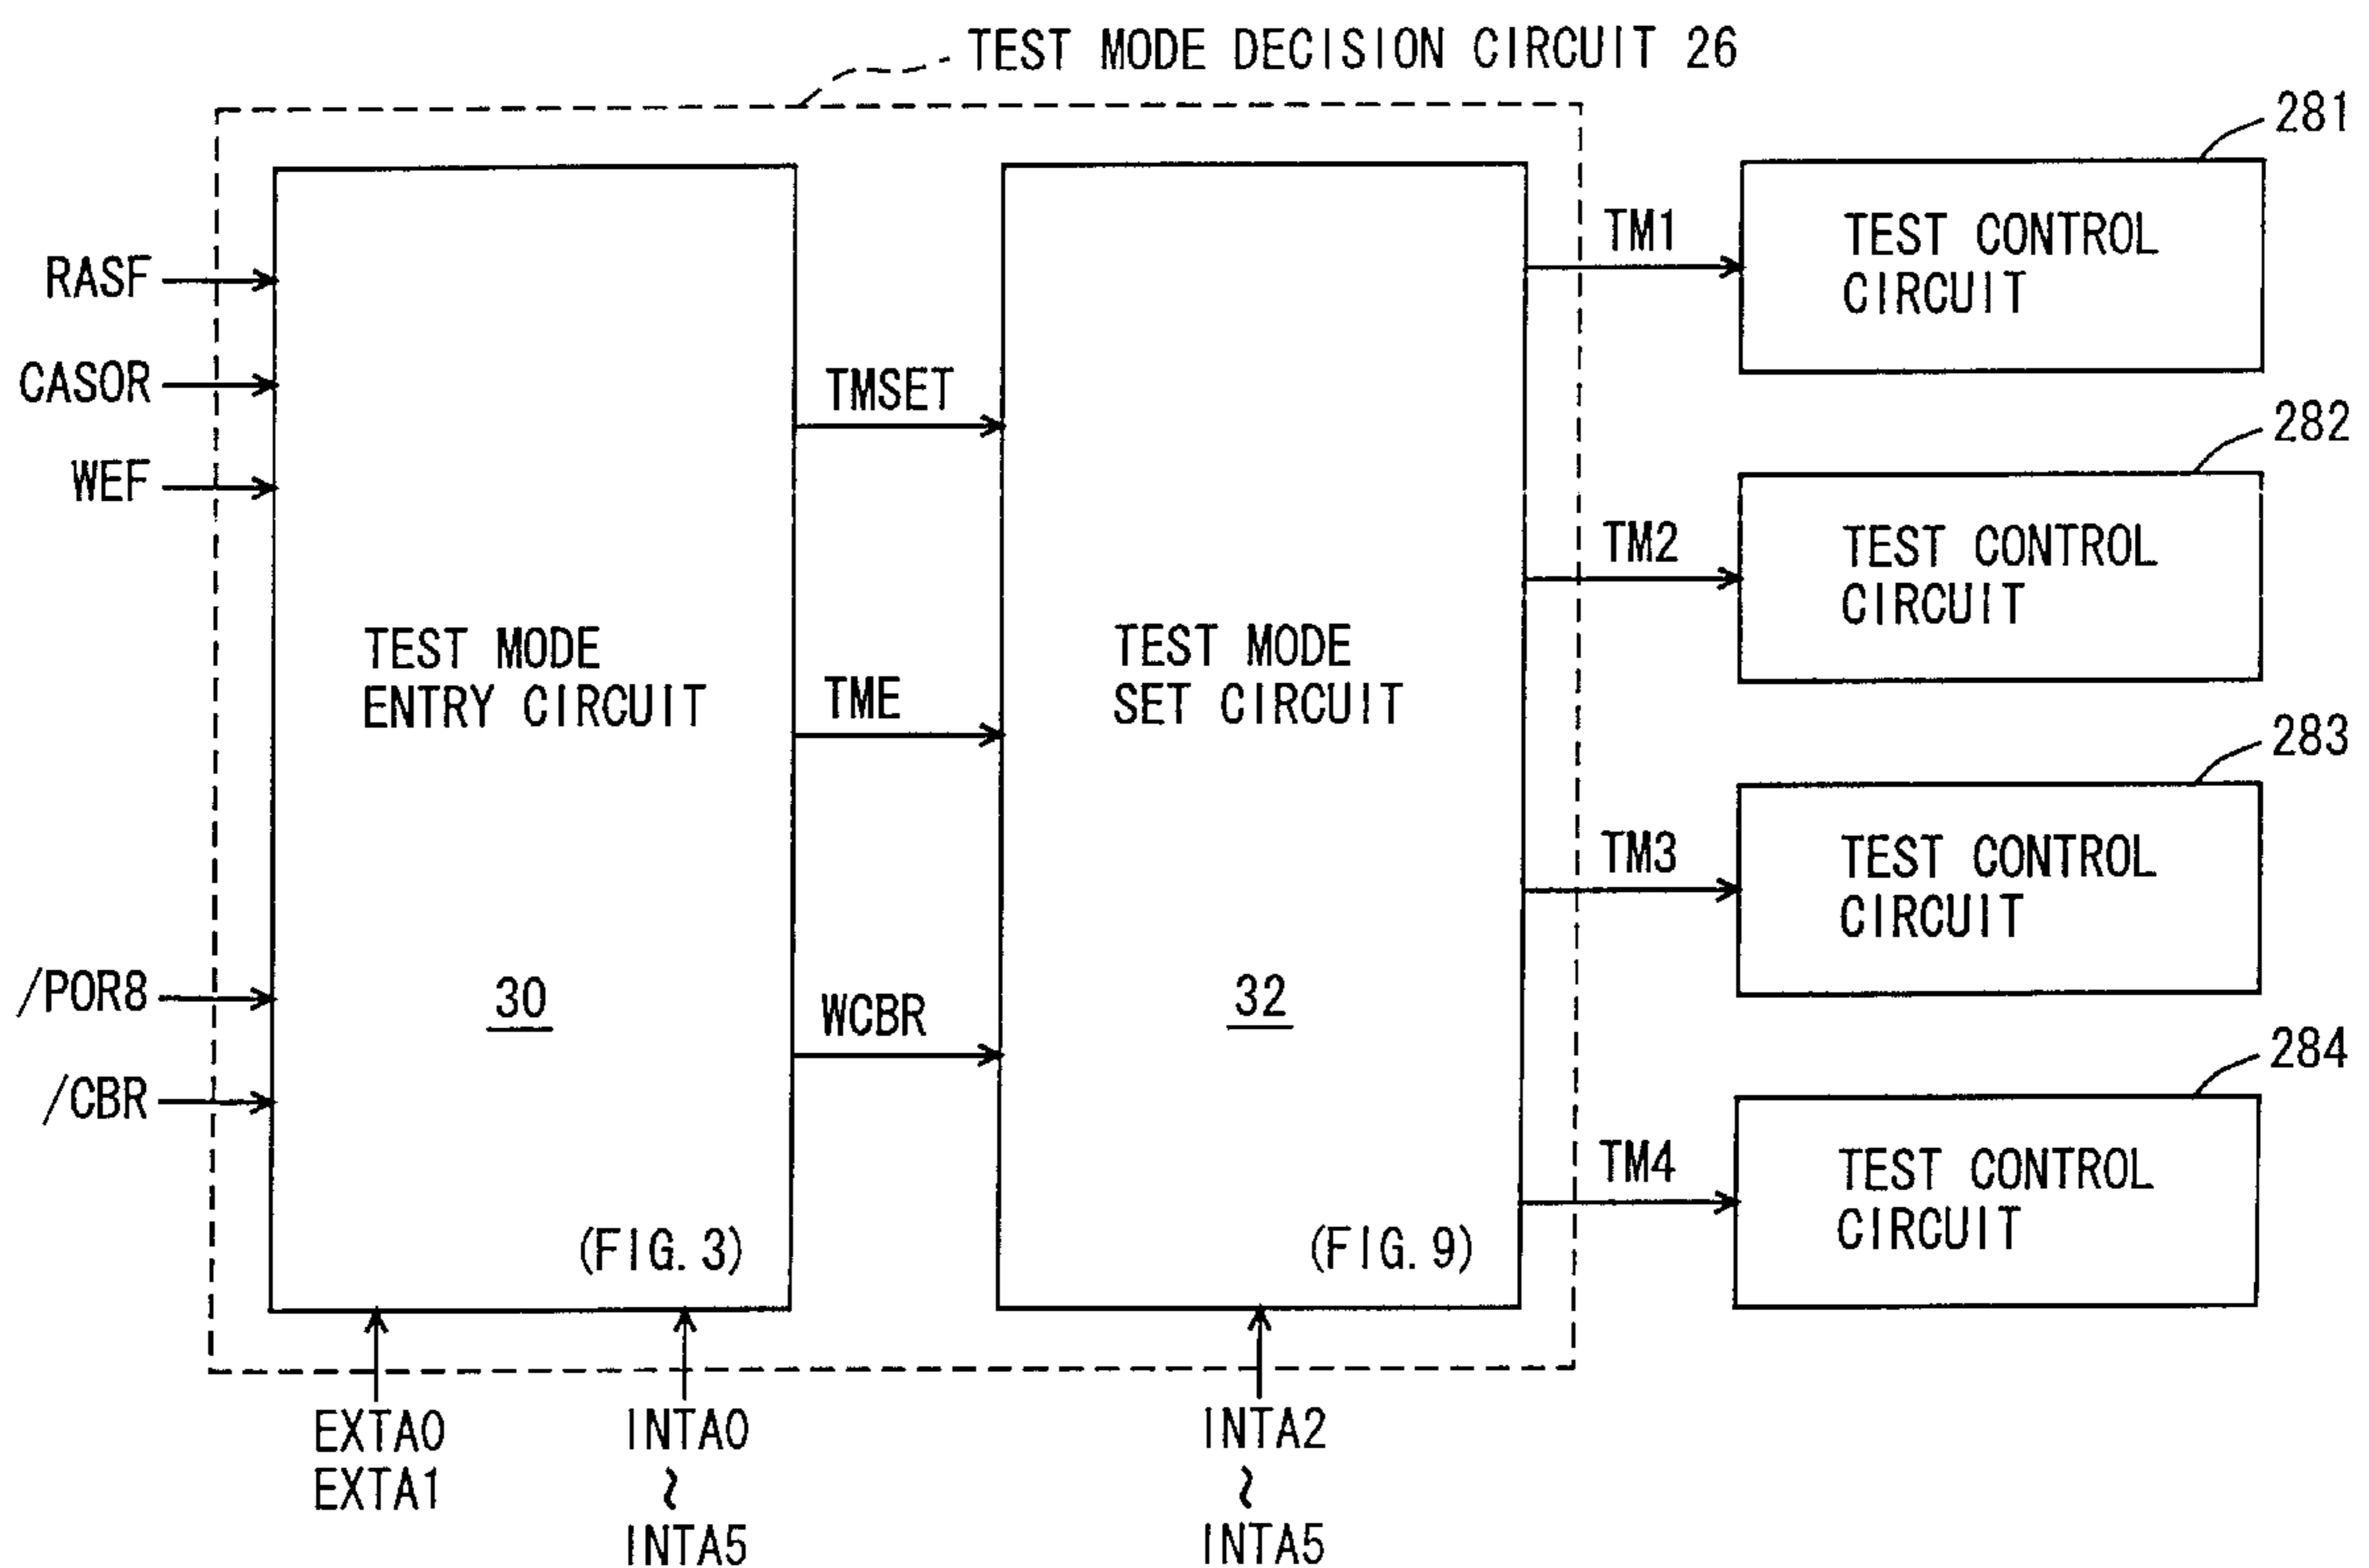 TEST MODE DECISION CIRCUIT 26
281
TM1
TEST CONTROL
CIRCUIT
RASF
CASOR
WEF
TMSET
282
TM2
TEST CONTROL
CIRCUIT
TEST MODE
ENTRY CIRCUIT
TME
TEST MODE
SET CIRCUIT
283
TM3
TEST CONTROL
CIRCUIT
/POR8
/CBR
30
WCBR
32
284
TM4
TEST CONTROL
CIRCUIT
(FIG. 3)
(FIG. 9)
EXTA0
EXTA1
INTA0
~
INTA5
INTA2
~
INTA5